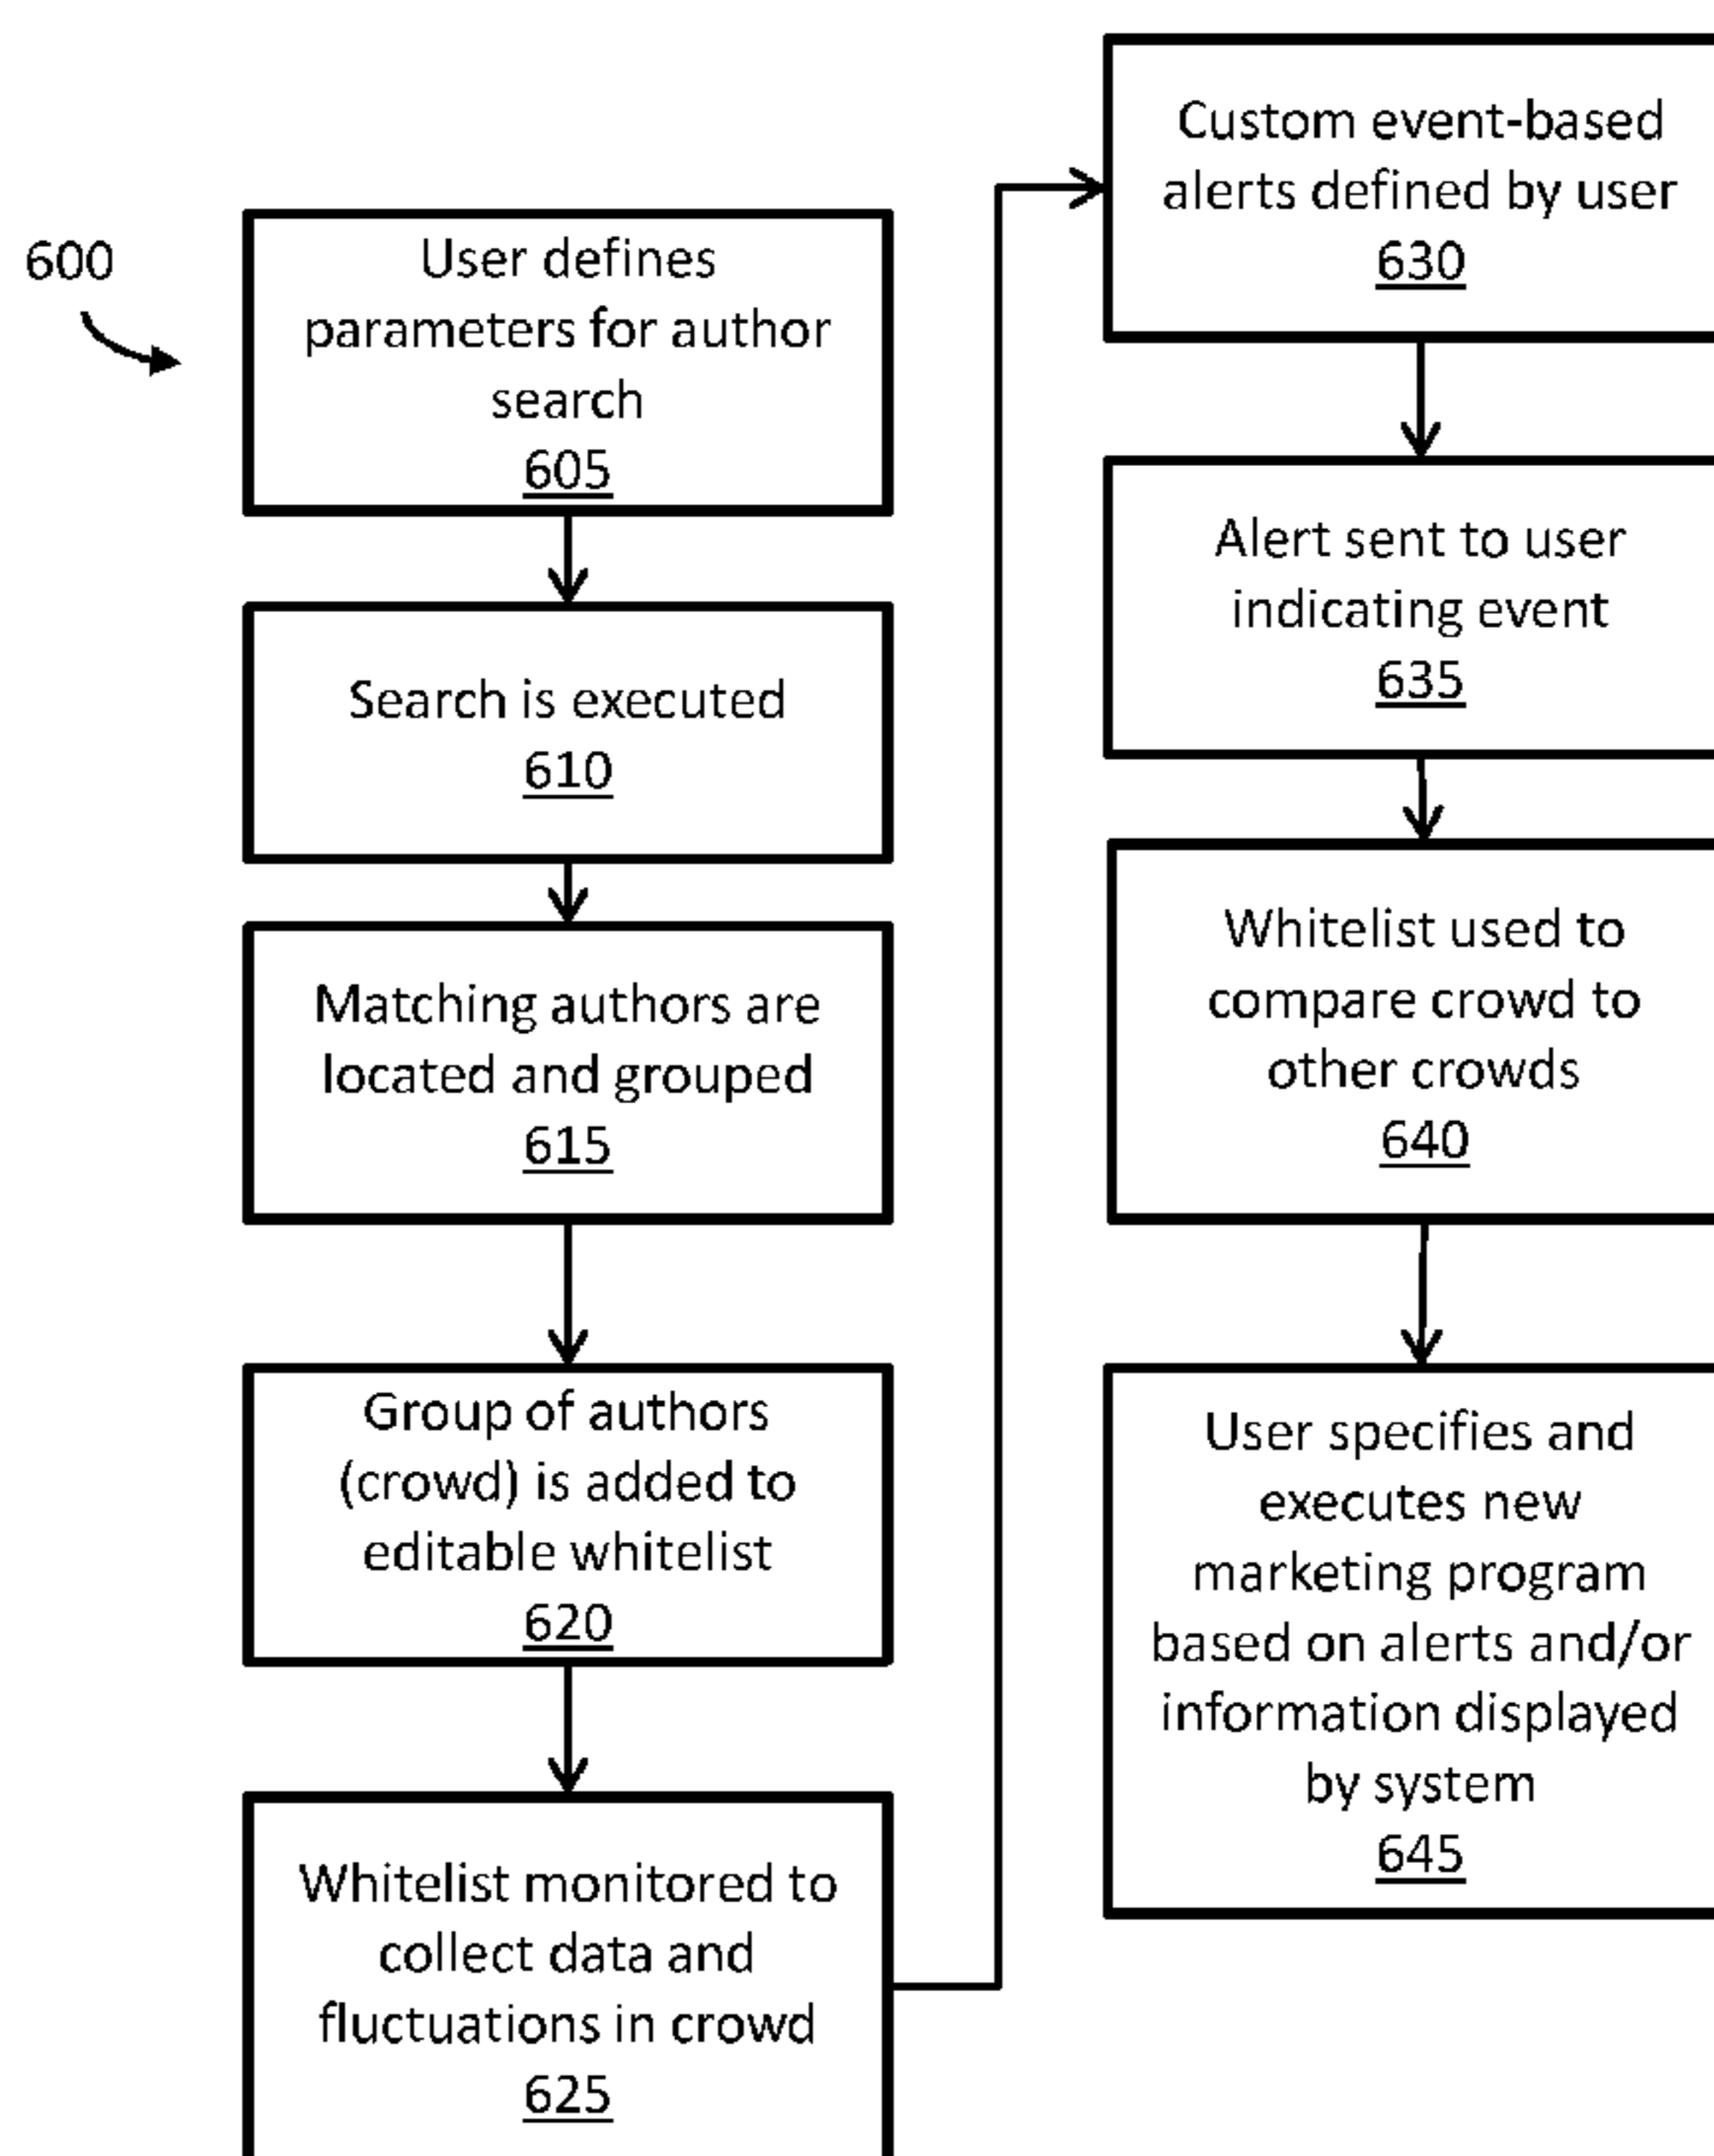 600
User defines
parameters for author
search
605
Search is executed
610
Matching authors are
located and grouped
615
Group of authors
(crowd) is added to
editable whitelist
620
Whitelist monitored to
collect data and
fluctuations in crowd
625
Custom event-based
alerts defined by user
630
Alert sent to user
indicating event
635
Whitelist used to
compare crowd to
other crowds
640
User specifies and
executes new
marketing program
based on alerts and/or
information displayed
by system
645